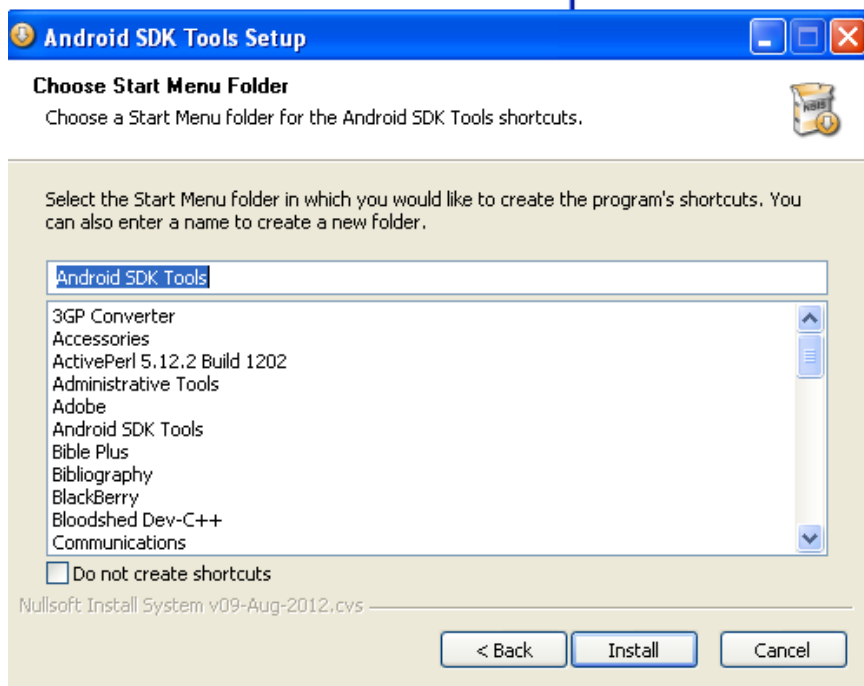 Android SDK Tools Setup
Choose Start Menu Folder
Choose a Start Menu folder for the Android SDK Tools shortcuts.
NSIS
Select the Start Menu folder in which you would like to create the program's shortcuts. You
can also enter a name to create a new folder.
Android SDK Tools
3GP Converter
Accessories
ActivePerl 5.12.2 Build 1202
Administrative Tools
Adobe
Android SDK Tools
Bible Plus
Bibliography
BlackBerry
Bloodshed Dev-C++
Communications
Do not create shortcuts
Nullsoft Install System v09-Aug-2012.cvs
< Back
Install
Cancel